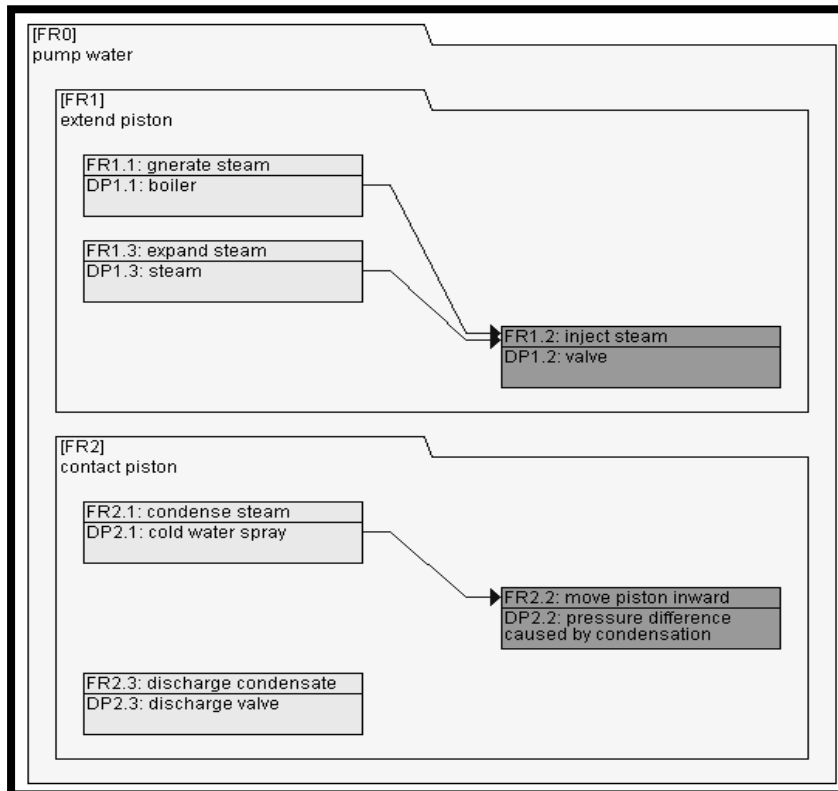 [FR0]
pump water
[FR1]
extend piston
FR1.1: gnerate steam
DP1.1: boiler
FR1.3: expand steam
DP1.3: steam
FR1.2: inject steam
DP1.2: valve
[FR2]
contact piston
FR2.1: condense steam
DP2.1: cold water spray
FR2.2: move piston inward
DP2.2: pressure difference
caused by condensation
FR2.3: discharge condensate
DP2.3: discharge valve